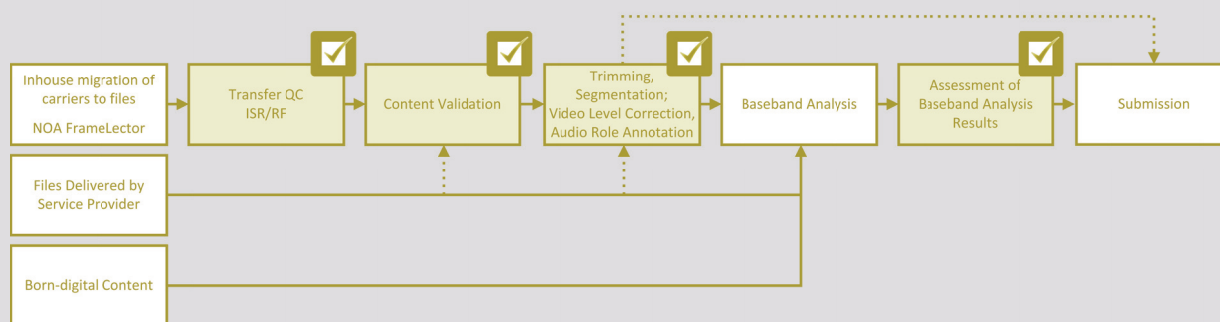 Inhouse migration of
carriers to files
NOA FrameLector
Transfer QC
ISR/RF
Content Validation
Trimming,
Segmentation;
Video Level Correction,
Audio Role Annotation
Baseband Analysis
Assessment of
Baseband Analysis
Results
Submission
Files Delivered by
Service Provider
Born-digital Content